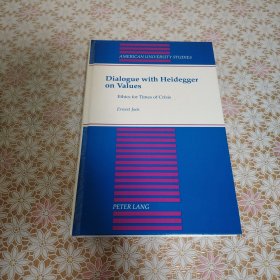 AMERICAN UNIVERSITY STUDIES
Dialogue with Heidegger
on Values
Ethics for Times of Crisis
Ernest Joós
PETER LANG